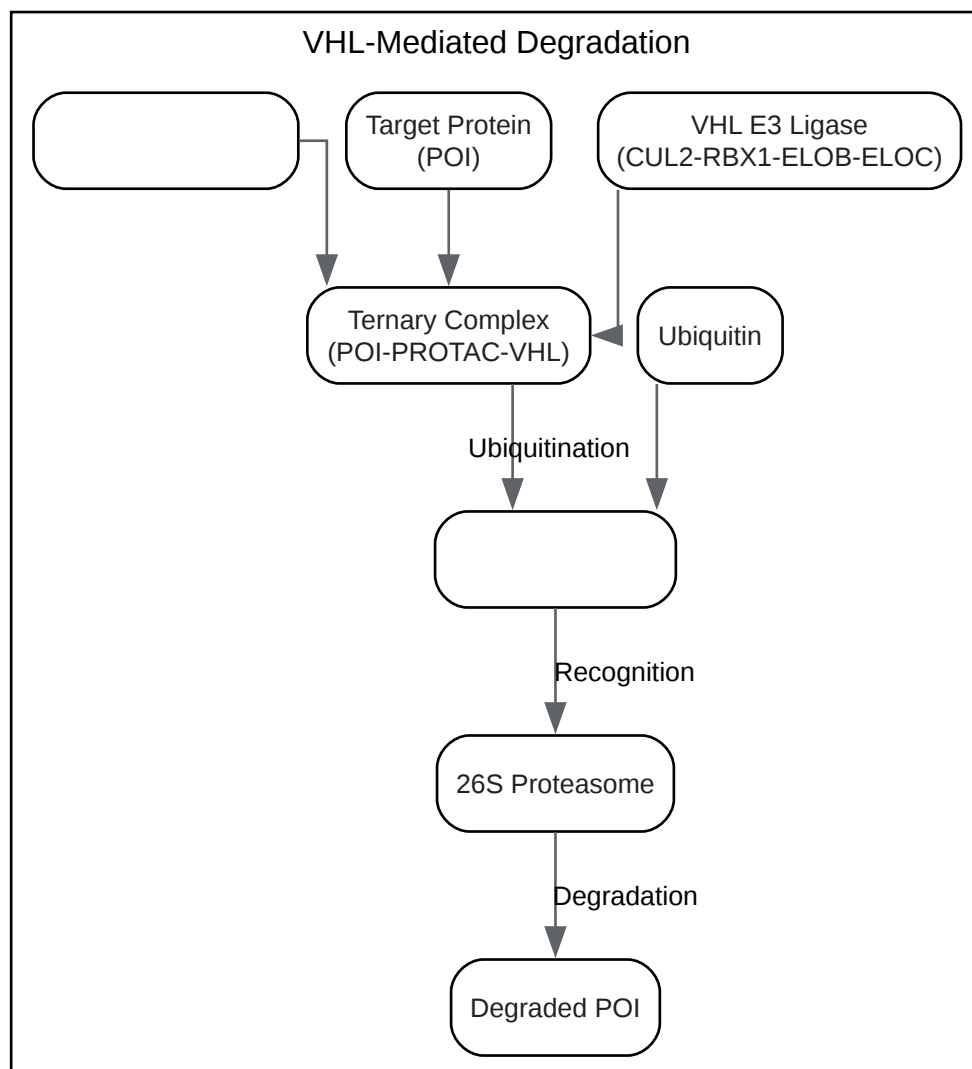 VHL-Mediated Degradation
Target Protein
(POI)
VHL E3 Ligase
(CUL2-RBX1-ELOB-ELOC)
Ternary Complex
(POI-PROTAC-VHL)
Ubiquitin
Ubiquitination
Recognition
26S Proteasome
Degradation
Degraded POI